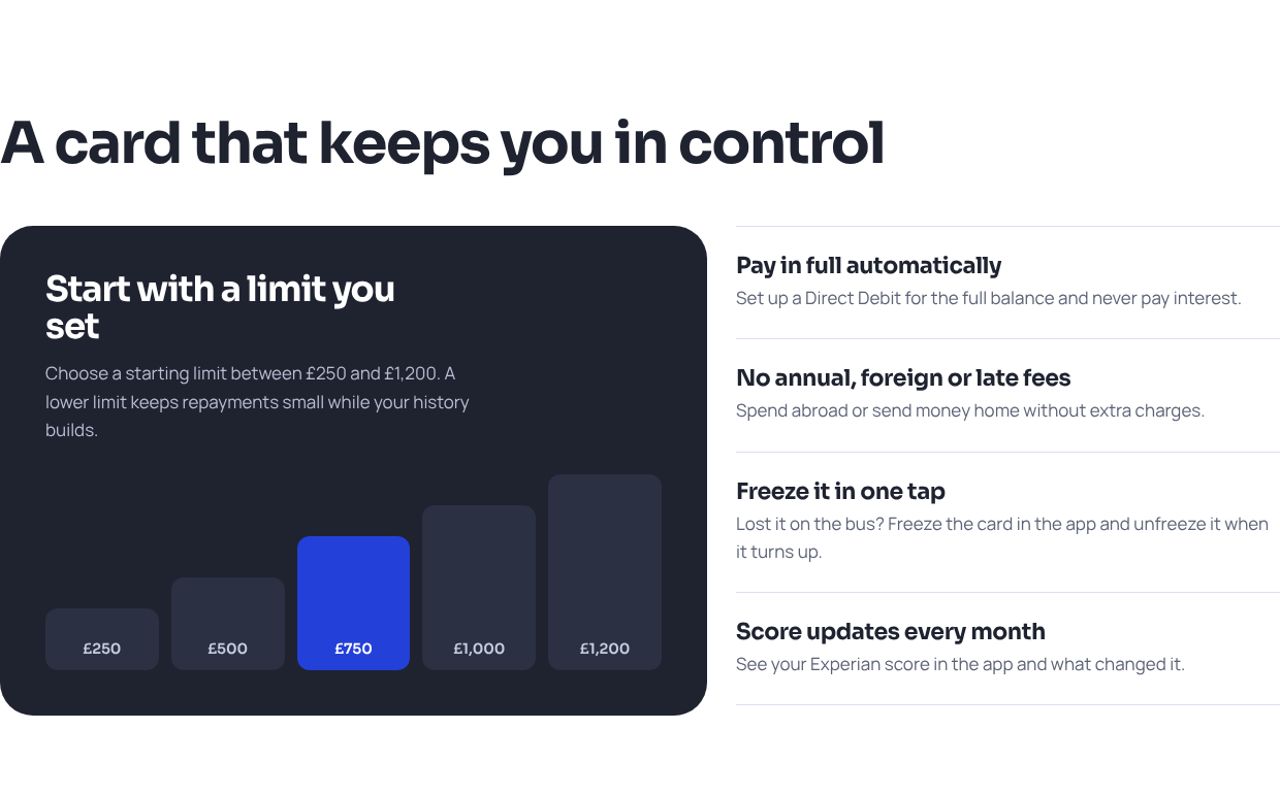 A card that keeps you in control
Start with a limit you
set
Choose a starting limit between £250 and £1,200. A
lower limit keeps repayments small while your history
builds.
£250
£500
£750
£1,000
£1,200
Pay in full automatically
Set up a Direct Debit for the full balance and never pay interest.
No annual, foreign or late fees
Spend abroad or send money home without extra charges.
Freeze it in one tap
Lost it on the bus? Freeze the card in the app and unfreeze it when
it turns up.
Score updates every month
See your Experian score in the app and what changed it.